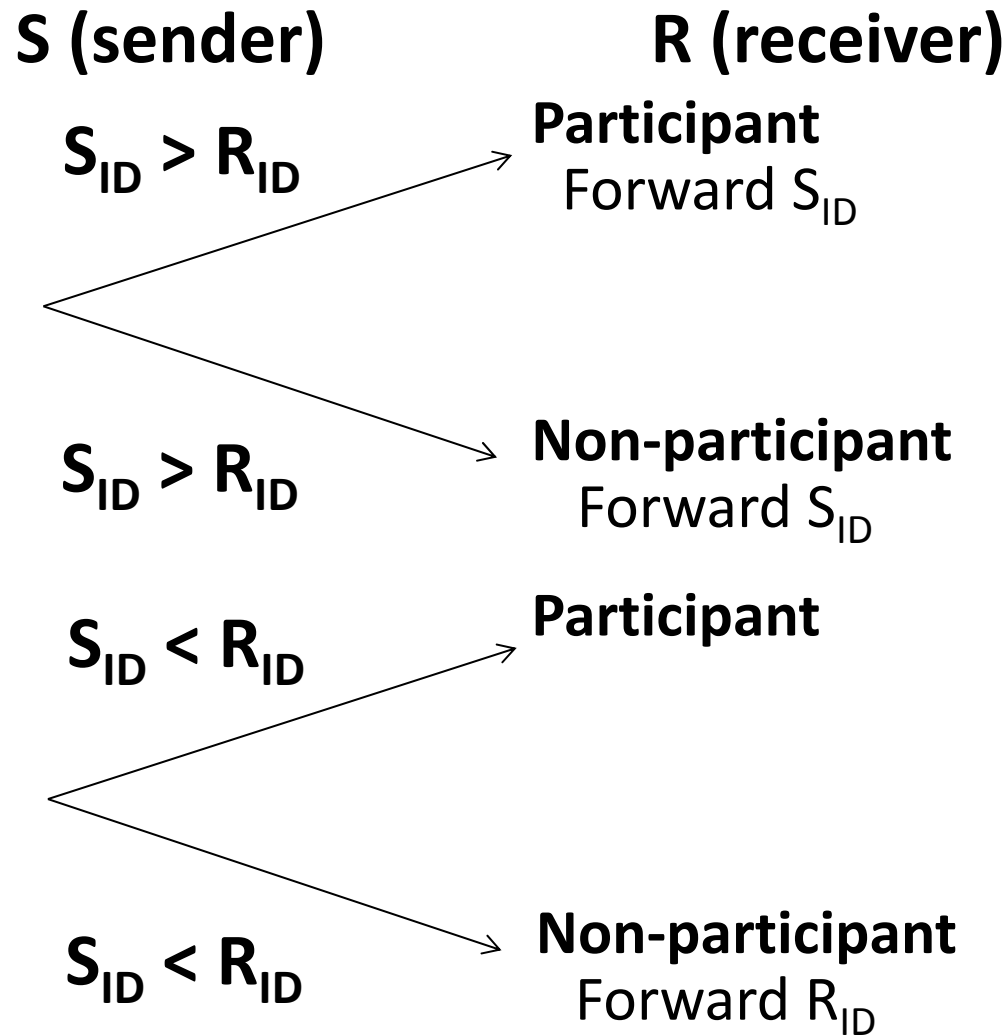 S (sender) R (receiver)
S_ID > R_ID Participant
Forward S_ID
S_ID > R_ID Non-participant
Forward S_ID
S_ID < R_ID Participant
S_ID < R_ID Non-participant
Forward R_ID